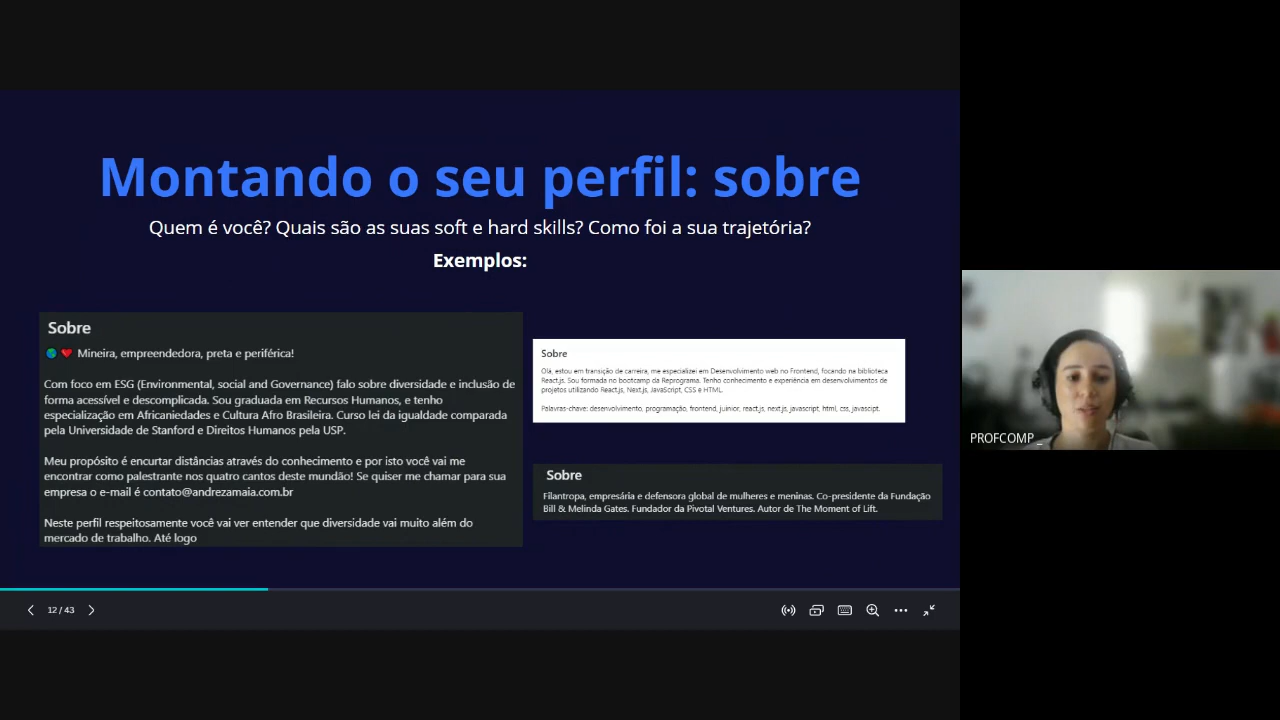 Montando o seu perfil: sobre
Quem é você? Quais são as suas soft e hard skills? Como foi a sua trajetória?
Exemplos:
Sobre
Mineira, empreendedora, preta e periférica!
Com foco em ESG (Environmental, social and Governance) falo sobre diversidade e inclusão de
forma acessível e descomplicada. Sou graduada em Recursos Humanos, e tenho
especialização em Africaniedades e Cultura Afro Brasileira. Curso lei da igualdade comparada
pela Universidade de Stanford e Direitos Humanos pela USP.
Meu propósito é encurtar distâncias através do conhecimento e por isto você vai me
encontrar como palestrante nos quatro cantos deste mundão! Se quiser me chamar para sua
empresa o e-mail é contato@andrezamaia.com.br
Neste perfil respeitosamente você vai ver entender que diversidade vai muito além do
mercado de trabalho. Até logo
Sobre
Olá, estou em transição de carreira, me especializei em Desenvolvimento web no Frontend, focando na biblioteca
React.js. Sou formada no bootcamp da Reprograma. Tenho conhecimento e experiência em desenvolvimentos de
projetos utilizando React.js, Next.js, JavaScript, CSS e HTML.
Palavras-chave: desenvolvimento, programação, frontend, juinior, react.js, next.js, javascript, html, css, javascript.
Sobre
Filantropa, empresária e defensora global de mulheres e meninas. Co-presidente da Fundação
Bill & Melinda Gates. Fundador da Pivotal Ventures. Autor de The Moment of Lift.
12 / 43
PROFCOMP _